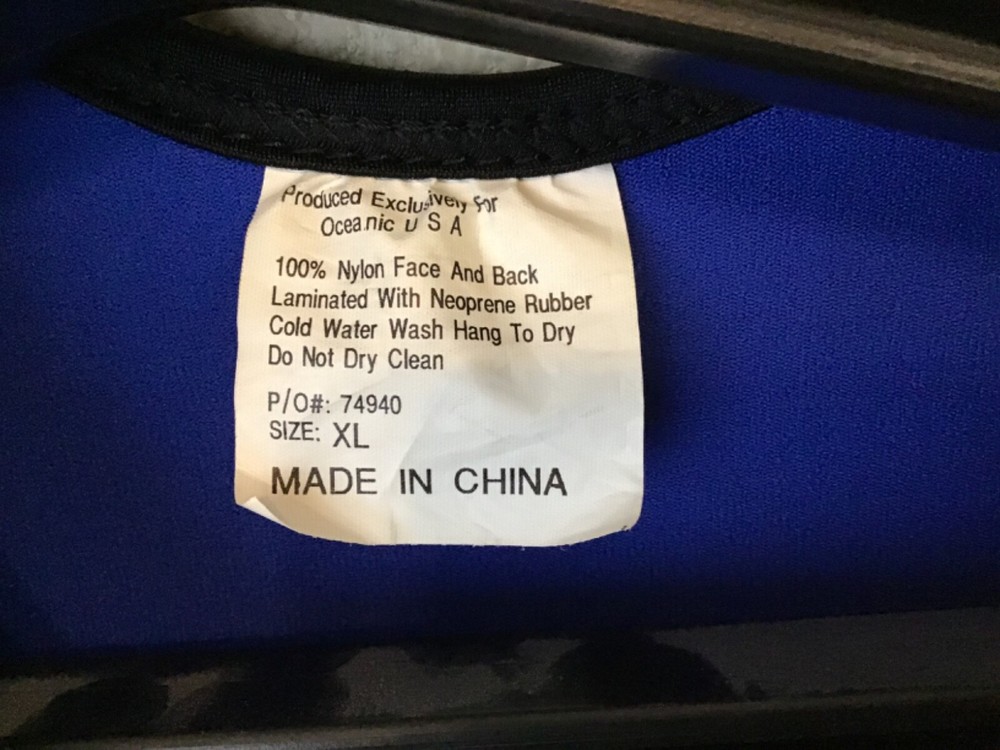 Produced Exclusively for
Oceanic U S A
100% Nylon Face And Back
Laminated With Neoprene Rubber
Cold Water Wash Hang To Dry
Do Not Dry Clean
P/O#: 74940
SIZE: XL
MADE IN CHINA